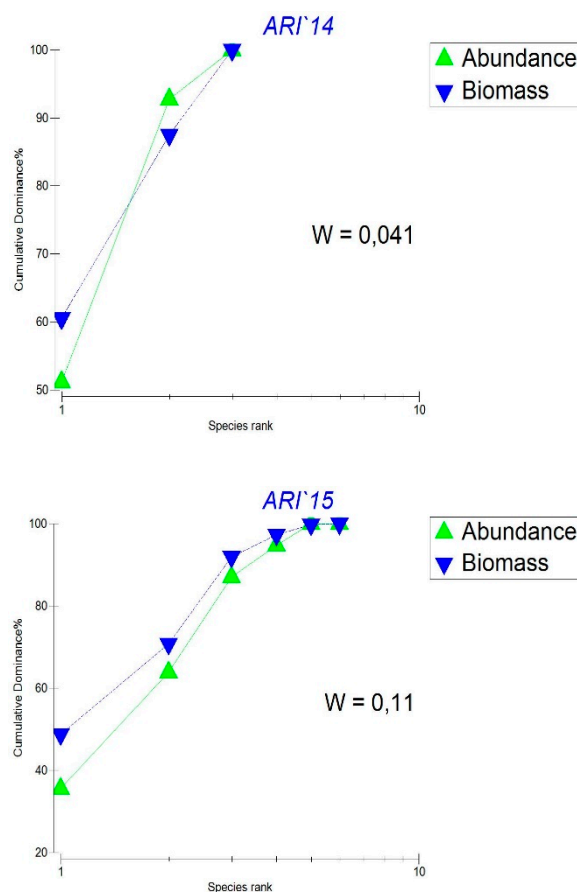 ARI`14
Abundance
Biomass
Cumulative Dominance%
100
90
80
70
60
50
W = 0,041
1
10
Species rank
ARI`15
Abundance
Biomass
Cumulative Dominance%
100
80
60
40
20
W = 0,11
1
10
Species rank